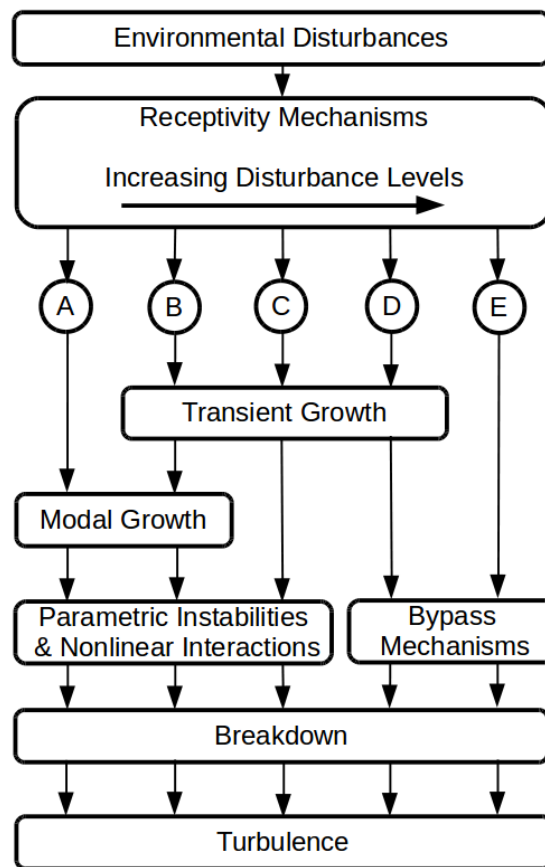 Environmental Disturbances
Receptivity Mechanisms
Increasing Disturbance Levels
A
B
C
D
E
Transient Growth
Modal Growth
Parametric Instabilities
& Nonlinear Interactions
Bypass
Mechanisms
Breakdown
Turbulence